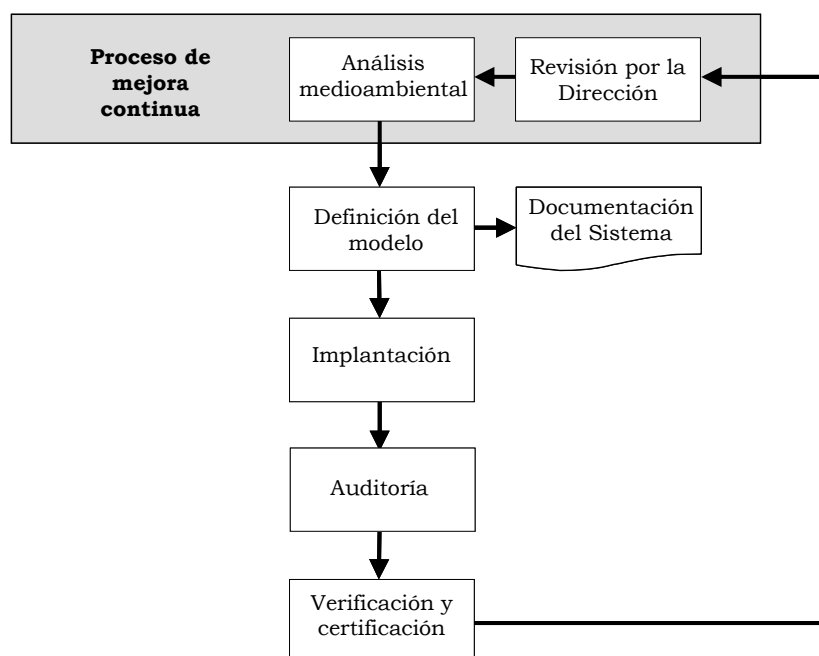 Proceso de
mejora
continua
Análisis
medioambiental
Revisión por la
Dirección
Definición del
modelo
Documentación
del Sistema
Implantación
Auditoría
Verificación y
certificación